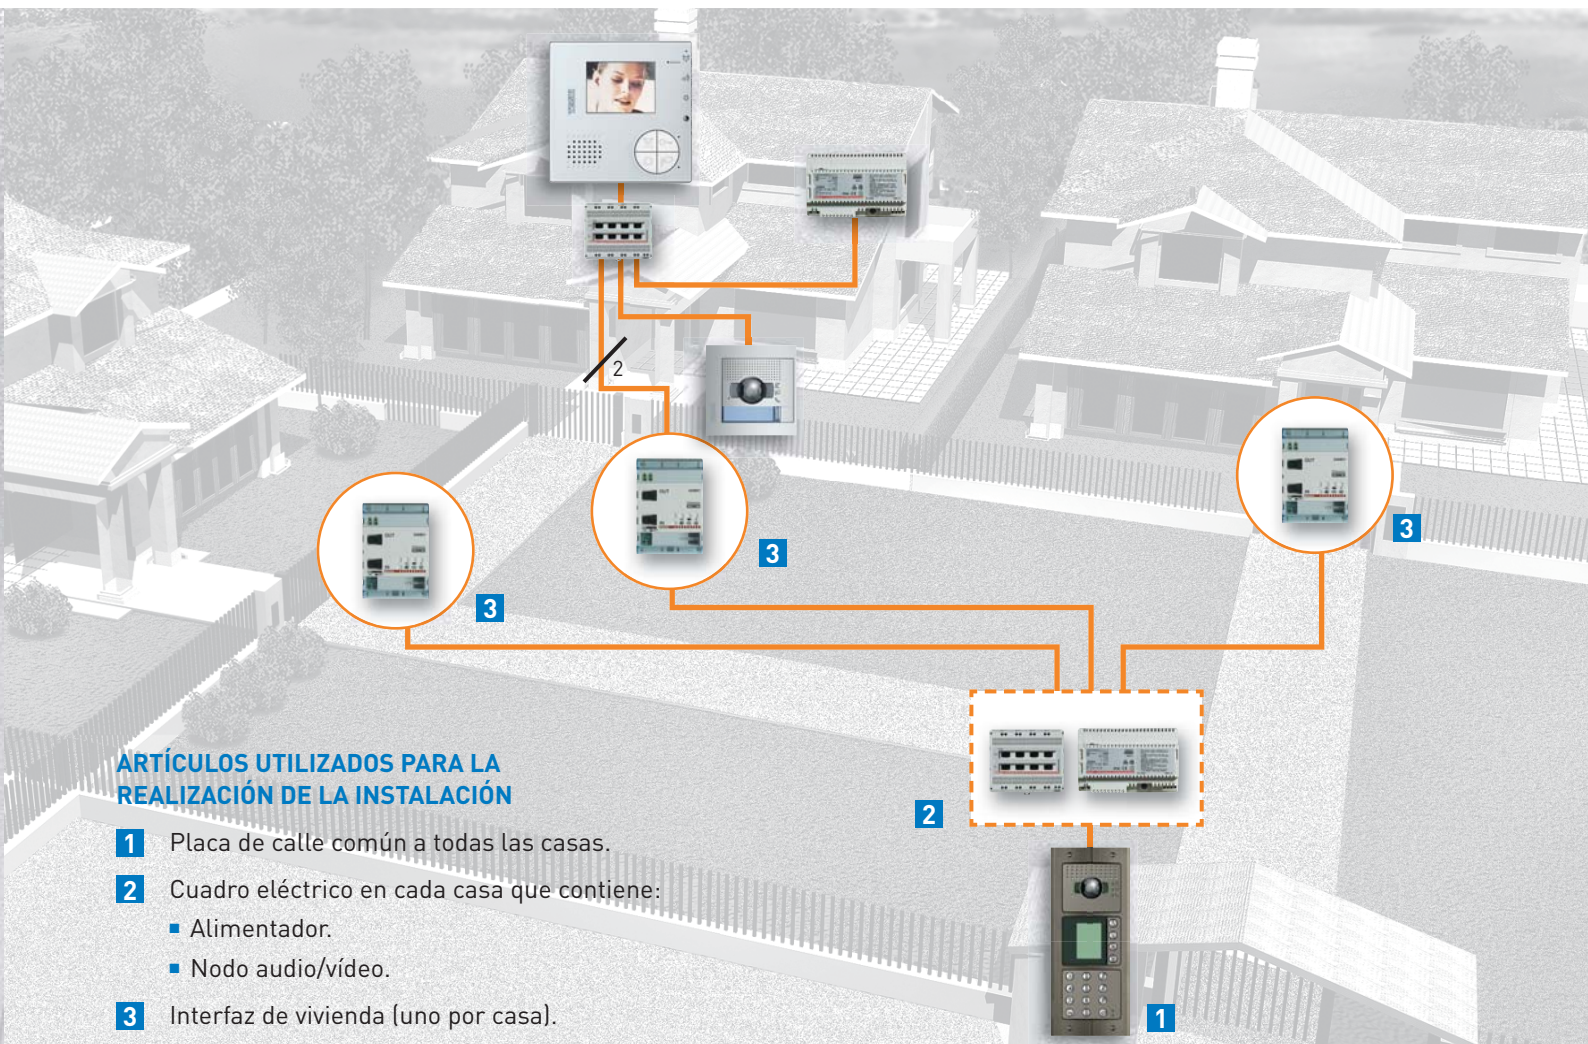 2
3
3
3
2
1
ARTÍCULOS UTILIZADOS PARA LA
REALIZACIÓN DE LA INSTALACIÓN
1 Placa de calle común a todas las casas.
2 Cuadro eléctrico en cada casa que contiene:
▪ Alimentador.
▪ Nodo audio/vídeo.
3 Interfaz de vivienda (uno por casa).